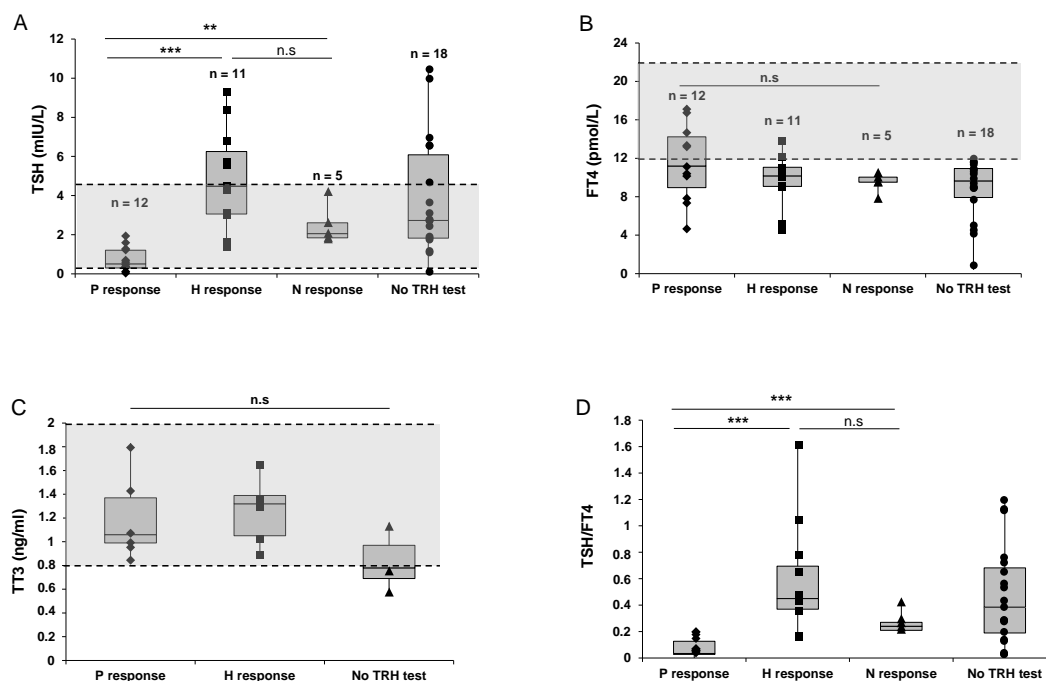 A
TSH (mIU/L)
12
10
8
6
4
2
0
**
***
n.s
n = 12
n = 11
n = 5
n = 18
P response
H response
N response
No TRH test
B
FT4 (pmol/L)
24
20
16
12
8
4
0
n.s
n = 12
n = 11
n = 5
n = 18
P response
H response
N response
No TRH test
C
TT3 (ng/ml)
2
1.8
1.6
1.4
1.2
1
0.8
0.6
0.4
0.2
0
n.s
P response
H response
No TRH test
D
TSH/FT4
1.8
1.6
1.4
1.2
1
0.8
0.6
0.4
0.2
0
***
***
n.s
P response
H response
N response
No TRH test